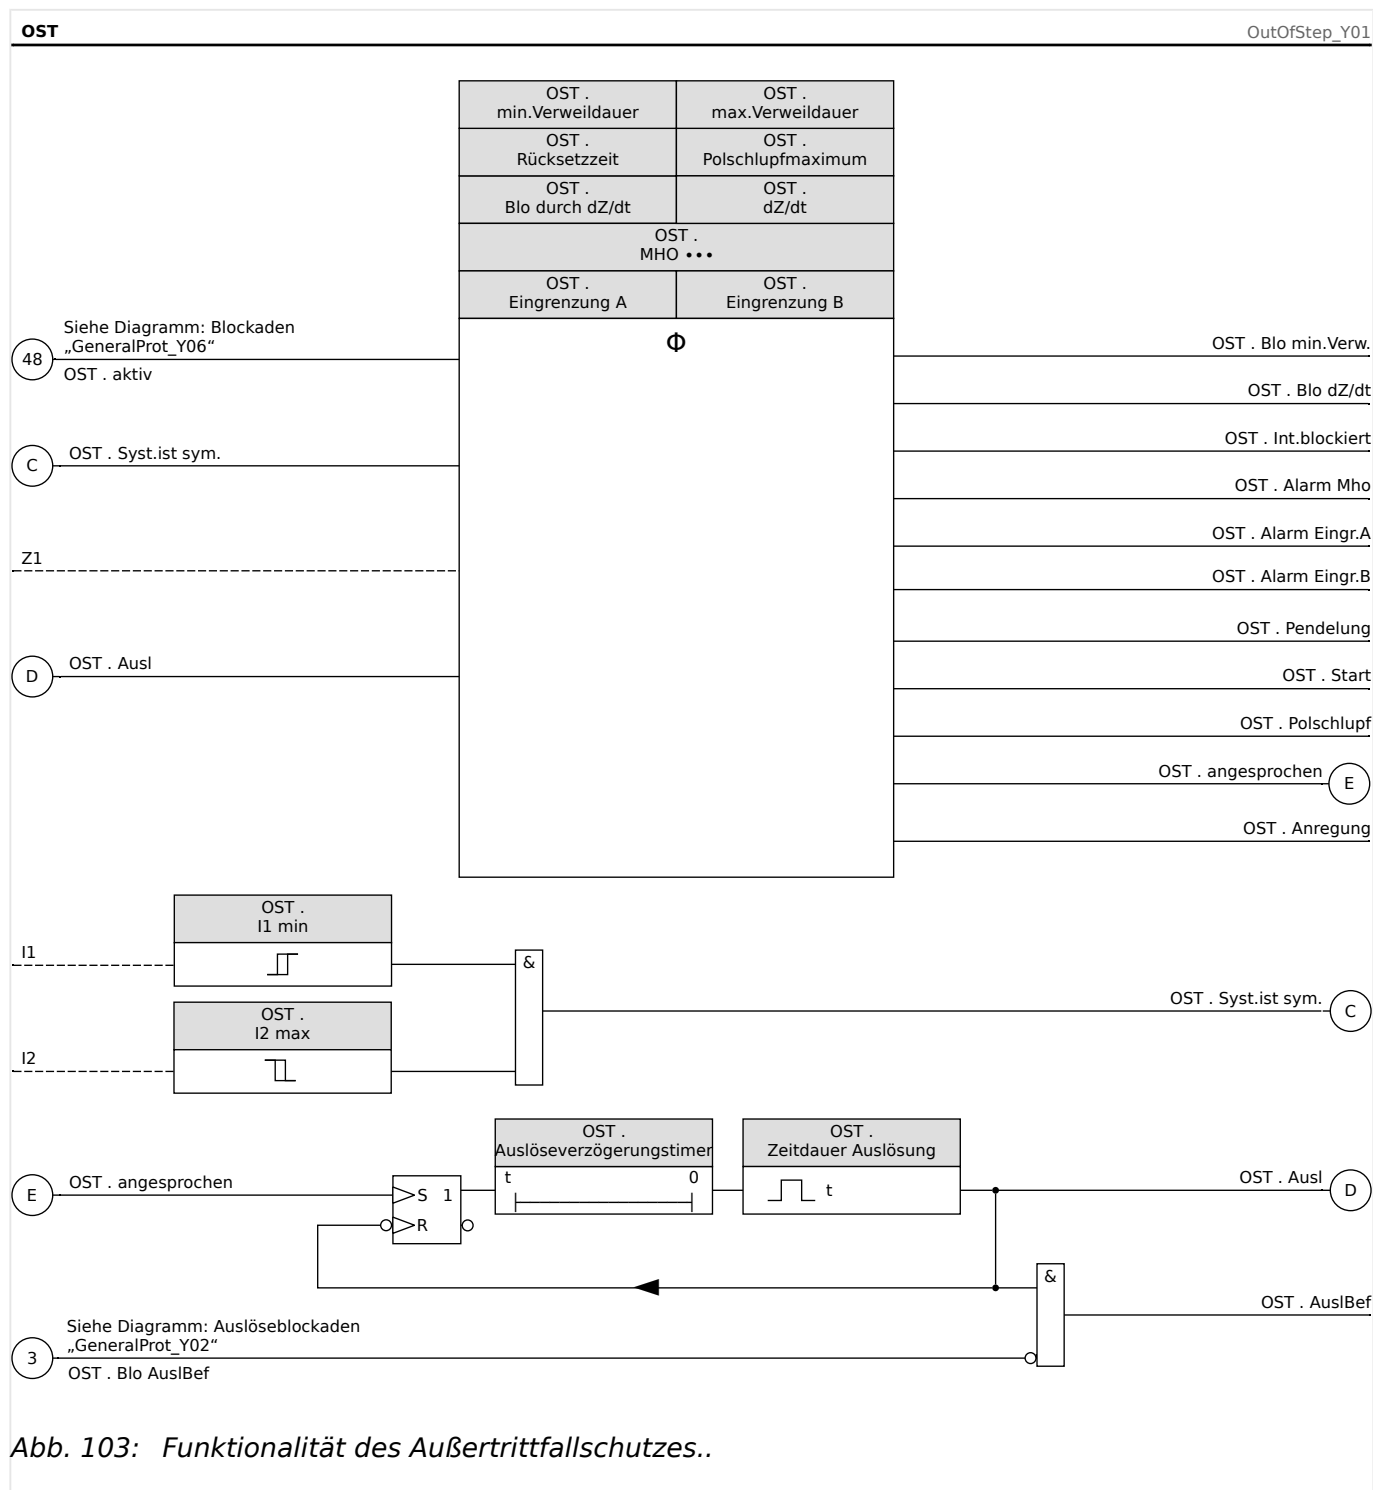 OST
OutOfStep_Y01
OST .
min.Verweildauer
OST .
max.Verweildauer
OST .
Rücksetzzeit
OST .
Polschlupfmaximum
OST .
Blo durch dZ/dt
OST .
dZ/dt
OST .
MHO •••
OST .
Eingrenzung A
OST .
Eingrenzung B
Φ
Siehe Diagramm: Blockaden
„GeneralProt_Y06“
48
OST . aktiv
C
OST . Syst.ist sym.
Z1
D
OST . Ausl
OST . Blo min.Verw.
OST . Blo dZ/dt
OST . Int.blockiert
OST . Alarm Mho
OST . Alarm Eingr.A
OST . Alarm Eingr.B
OST . Pendelung
OST . Start
OST . Polschlupf
OST . angesprochen
E
OST . Anregung
OST .
I1 min
I1
OST .
I2 max
I2
&
OST . Syst.ist sym.
C
E
OST . angesprochen
S 1
R
OST .
Auslöseverzögerungstimer
t 0
OST .
Zeitdauer Auslösung
t
OST . Ausl
D
&
OST . AuslBef
Siehe Diagramm: Auslöseblockaden
„GeneralProt_Y02“
3
OST . Blo AuslBef
Abb. 103: Funktionalität des Außertrittfallschutzes..